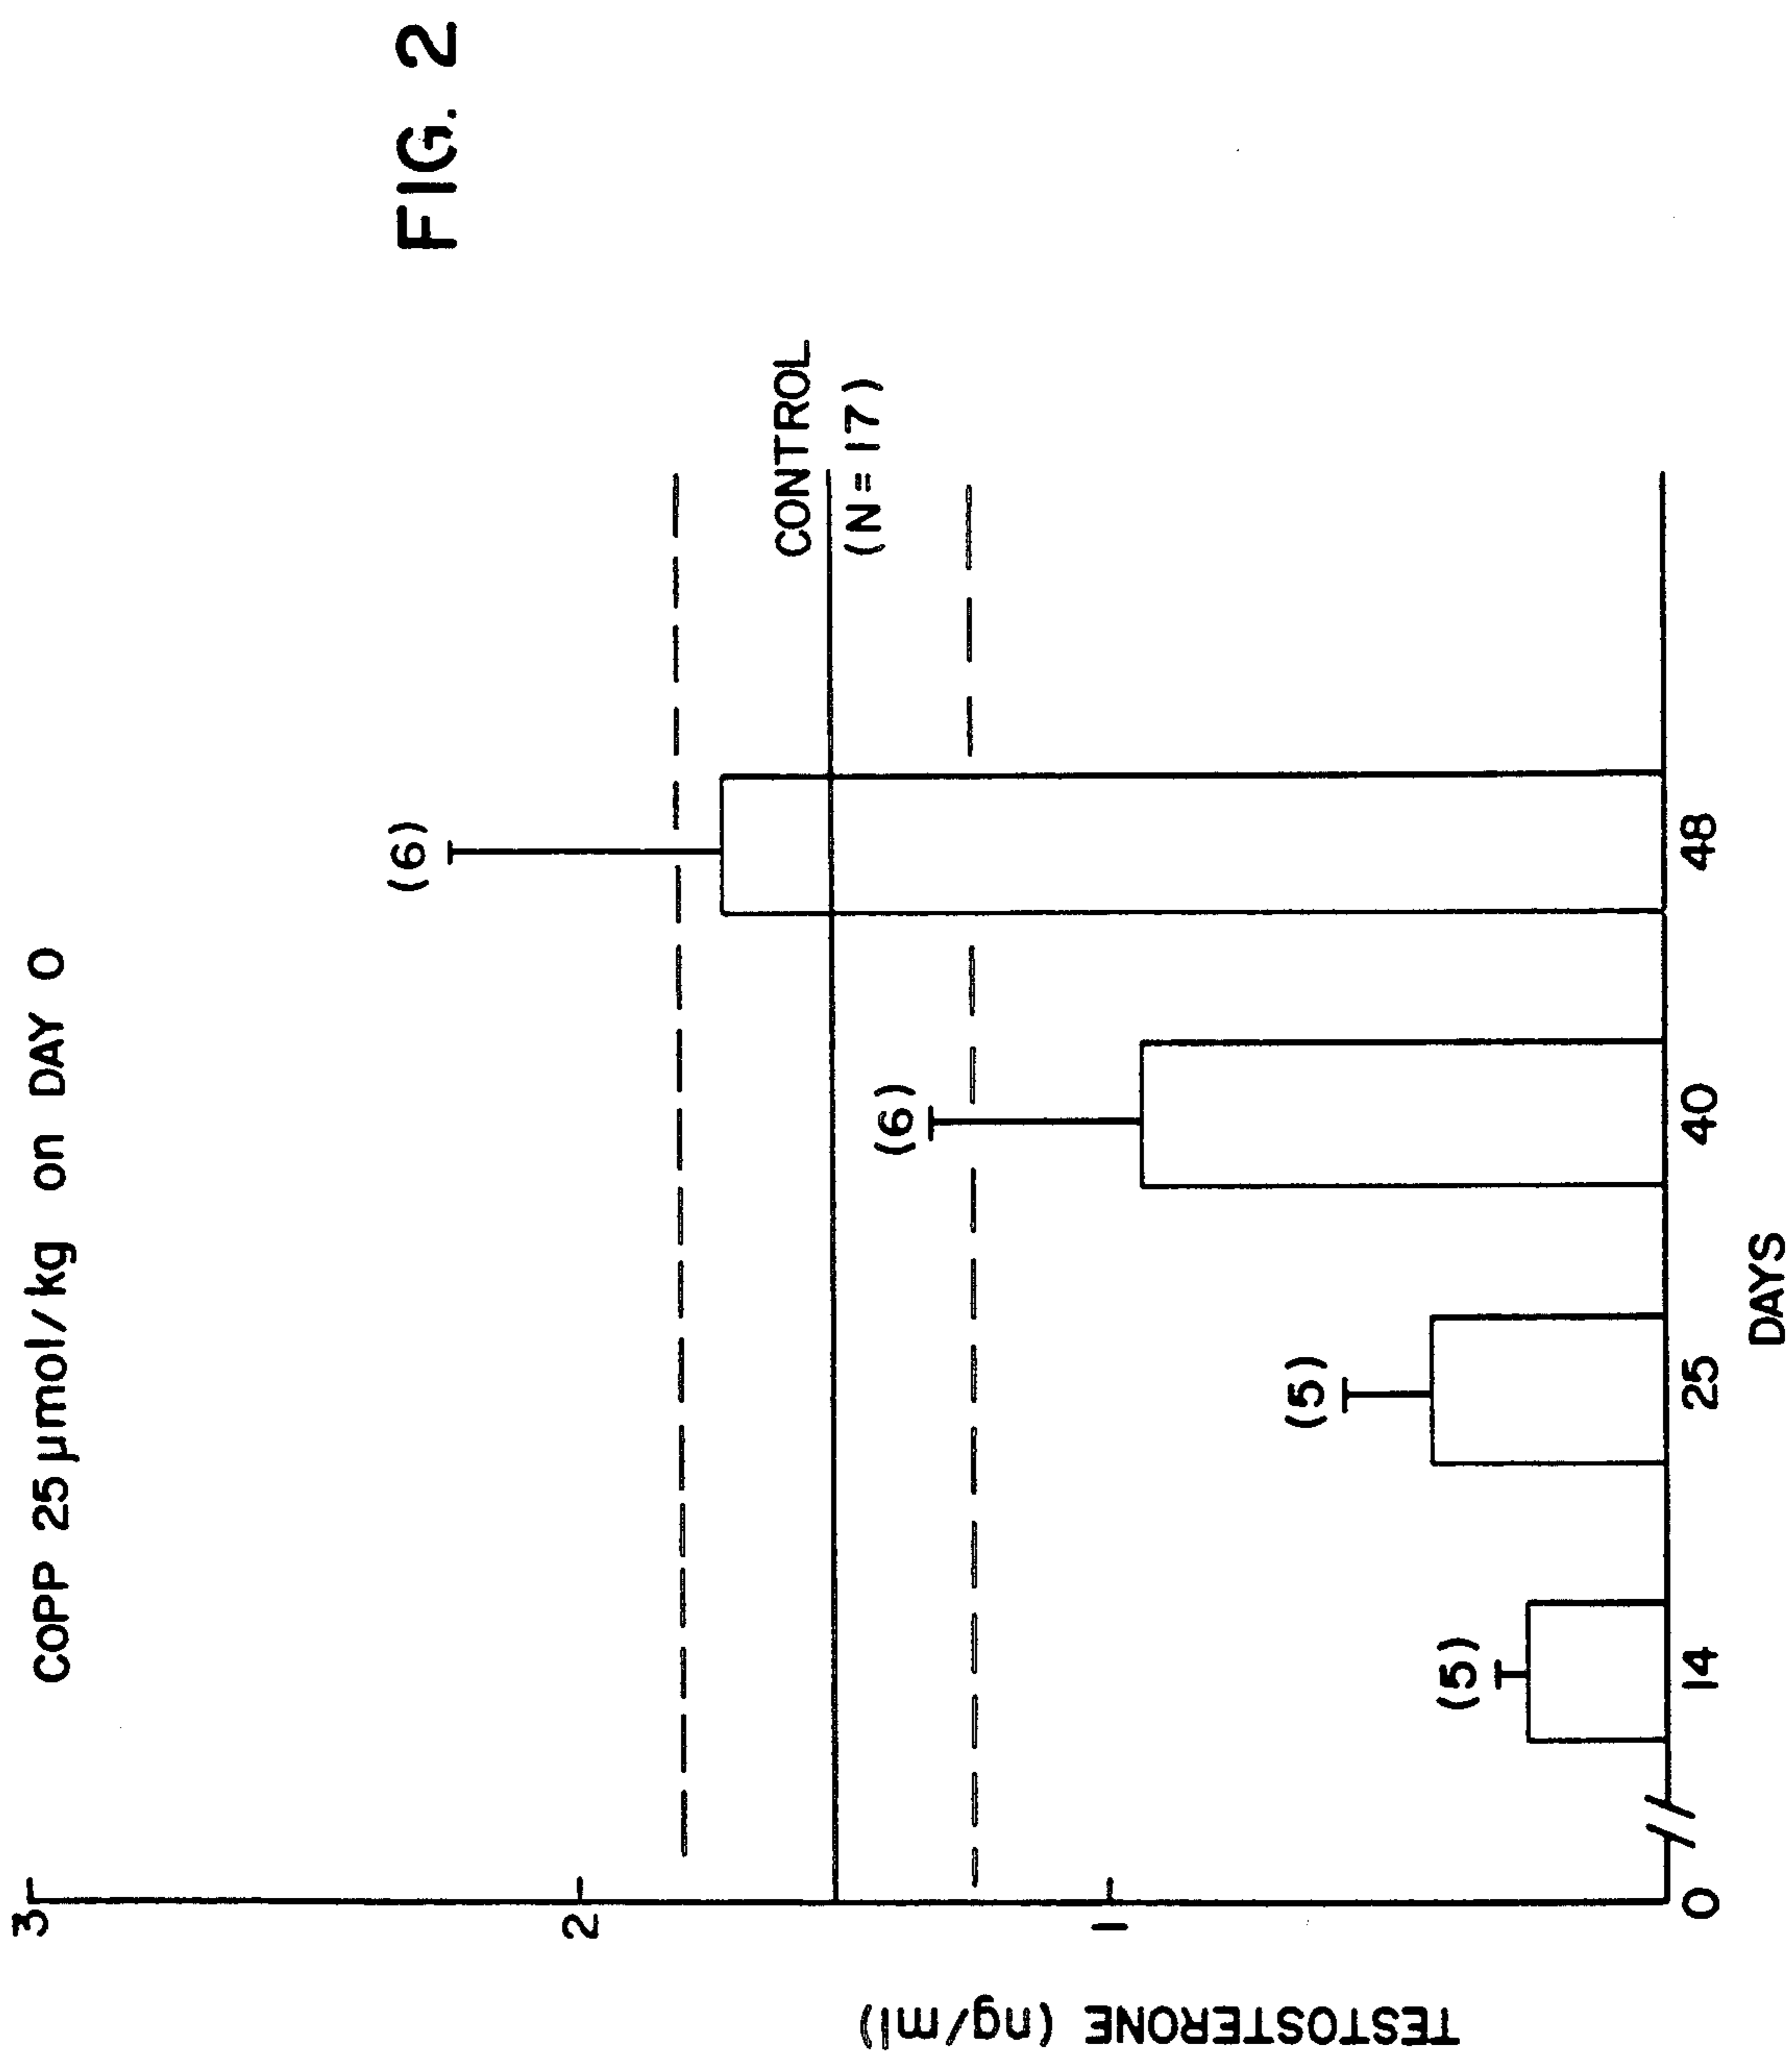 FIG. 2
COPP 25 µmol/kg on DAY 0
3
2
1
0
TESTOSTERONE (ng/ml)
CONTROL
(N = 17)
(5)
(5)
(6)
(6)
14
25
40
48
DAYS